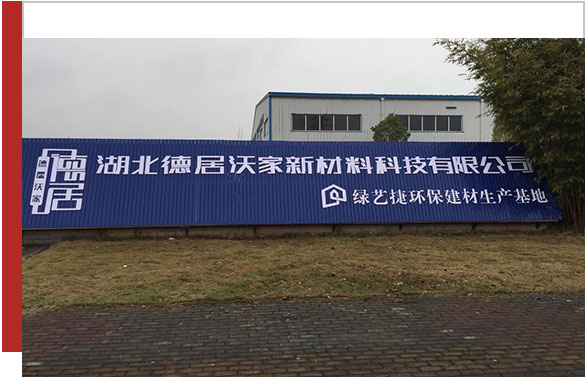 德居
德居沃家
湖北德居沃家新材料科技有限公司
绿艺捷环保建材生产基地